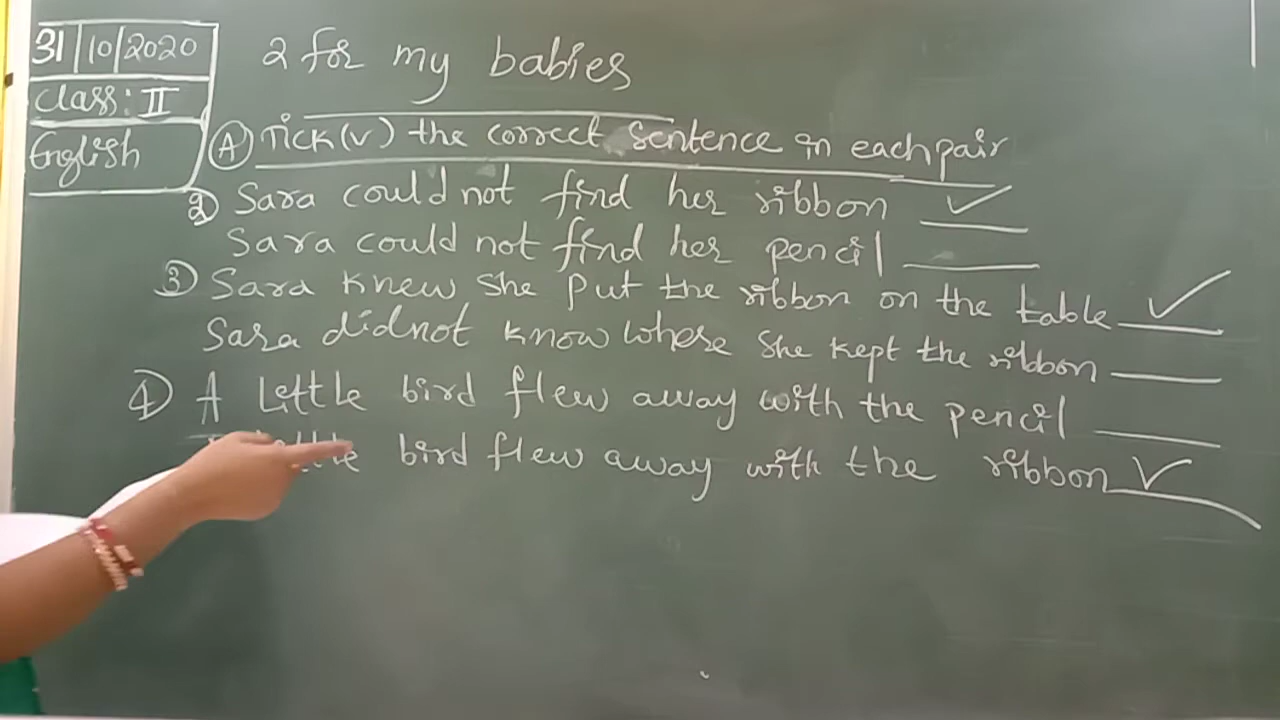 31/10/2020
Class: II
English
2 for my babies
(A) Tick(√) the correct sentence in each pair
2) Sara could not find her ribbon ✓
Sara could not find her pencil
3) Sara knew she put the ribbon on the table ✓
Sara did not know where she kept the ribbon
4) A little bird flew away with the pencil
bird flew away with the ribbon ✓